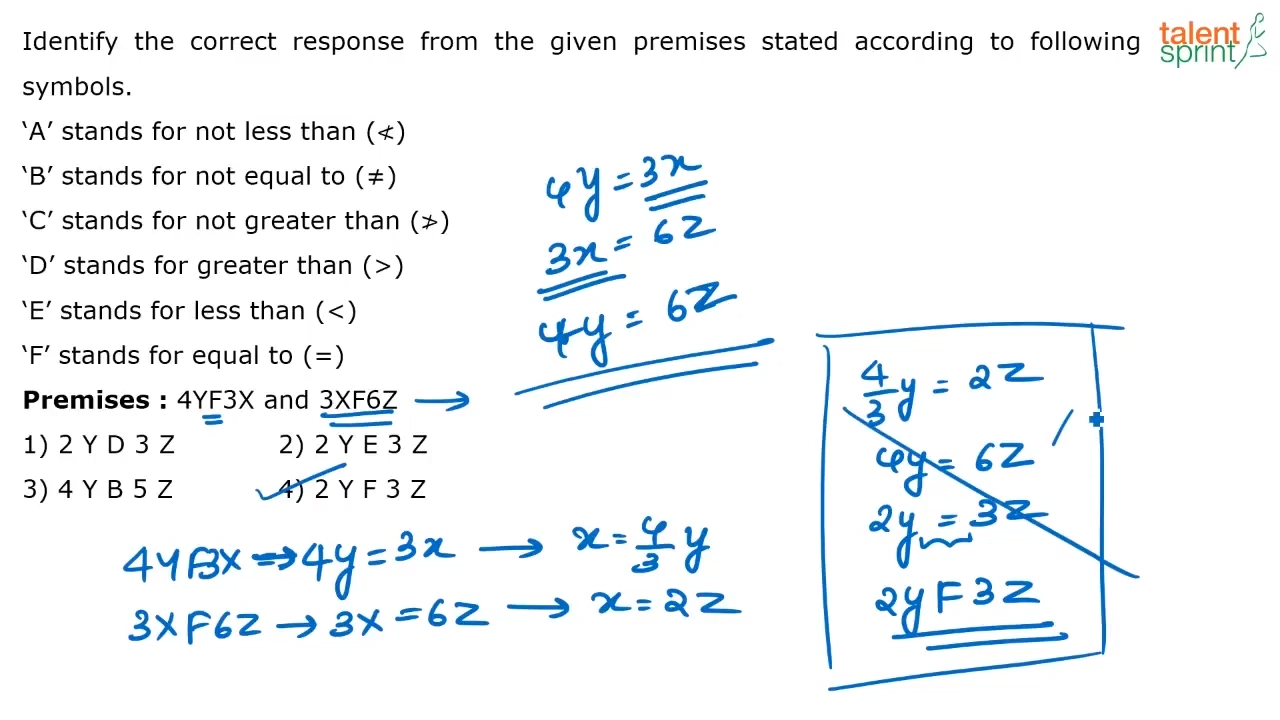 Identify the correct response from the given premises stated according to following
talent
sprint
symbols.
‘A’ stands for not less than (≮)
‘B’ stands for not equal to (≠)
‘C’ stands for not greater than (≯)
‘D’ stands for greater than (>)
‘E’ stands for less than (<)
‘F’ stands for equal to (=)
Premises : 4YF3X and 3XF6Z →
1) 2 Y D 3 Z 2) 2 Y E 3 Z
3) 4 Y B 5 Z 4) 2 Y F 3 Z
4y = 3x
3x = 6Z
4y = 6Z
4YF3X → 4y = 3x → x = 4/3 y
3XF6Z → 3X = 6Z → x = 2Z
4/3 y = 2Z
4y = 6Z
2y = 3Z
2y F 3Z